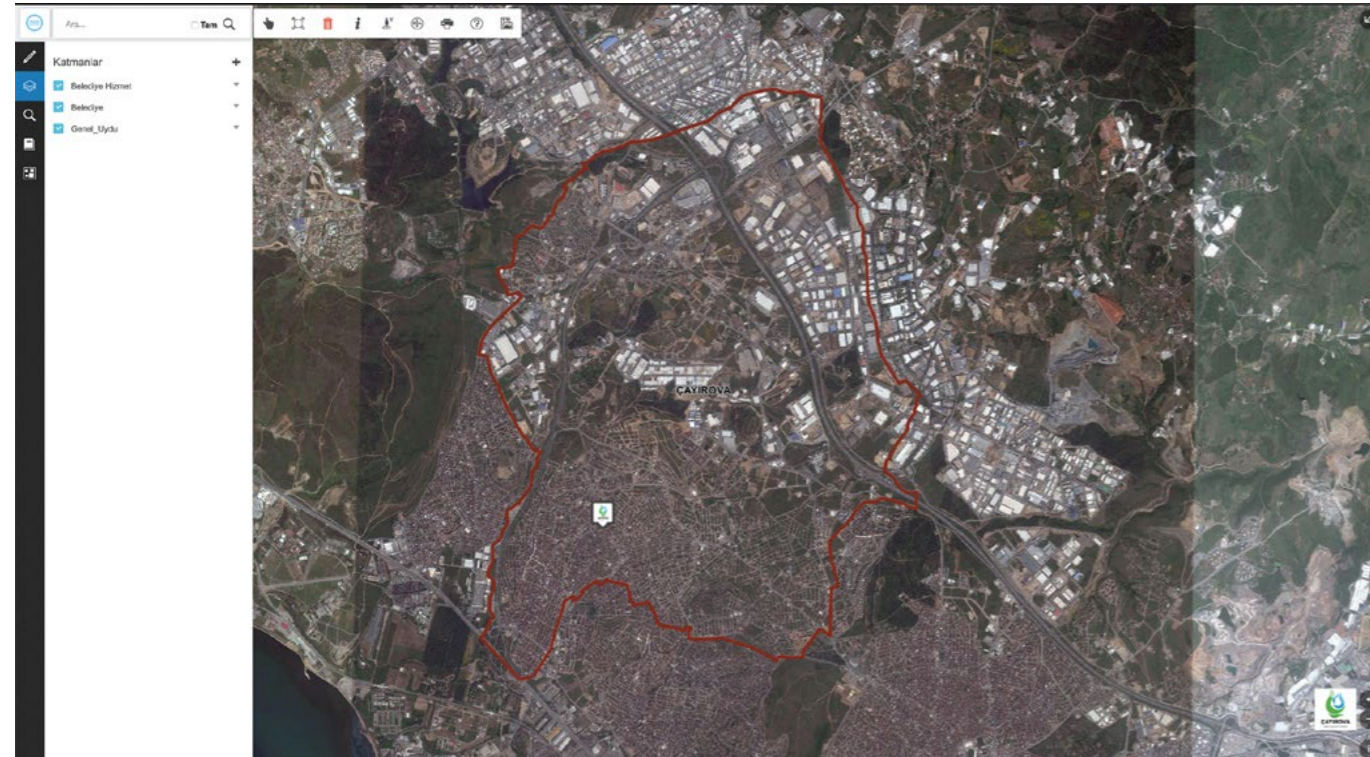 Ara...
Tam
Katmanlar
Belediye Hizmet
Belediye
Genel_Uydu
ÇAYIROVA
ÇAYIROVA